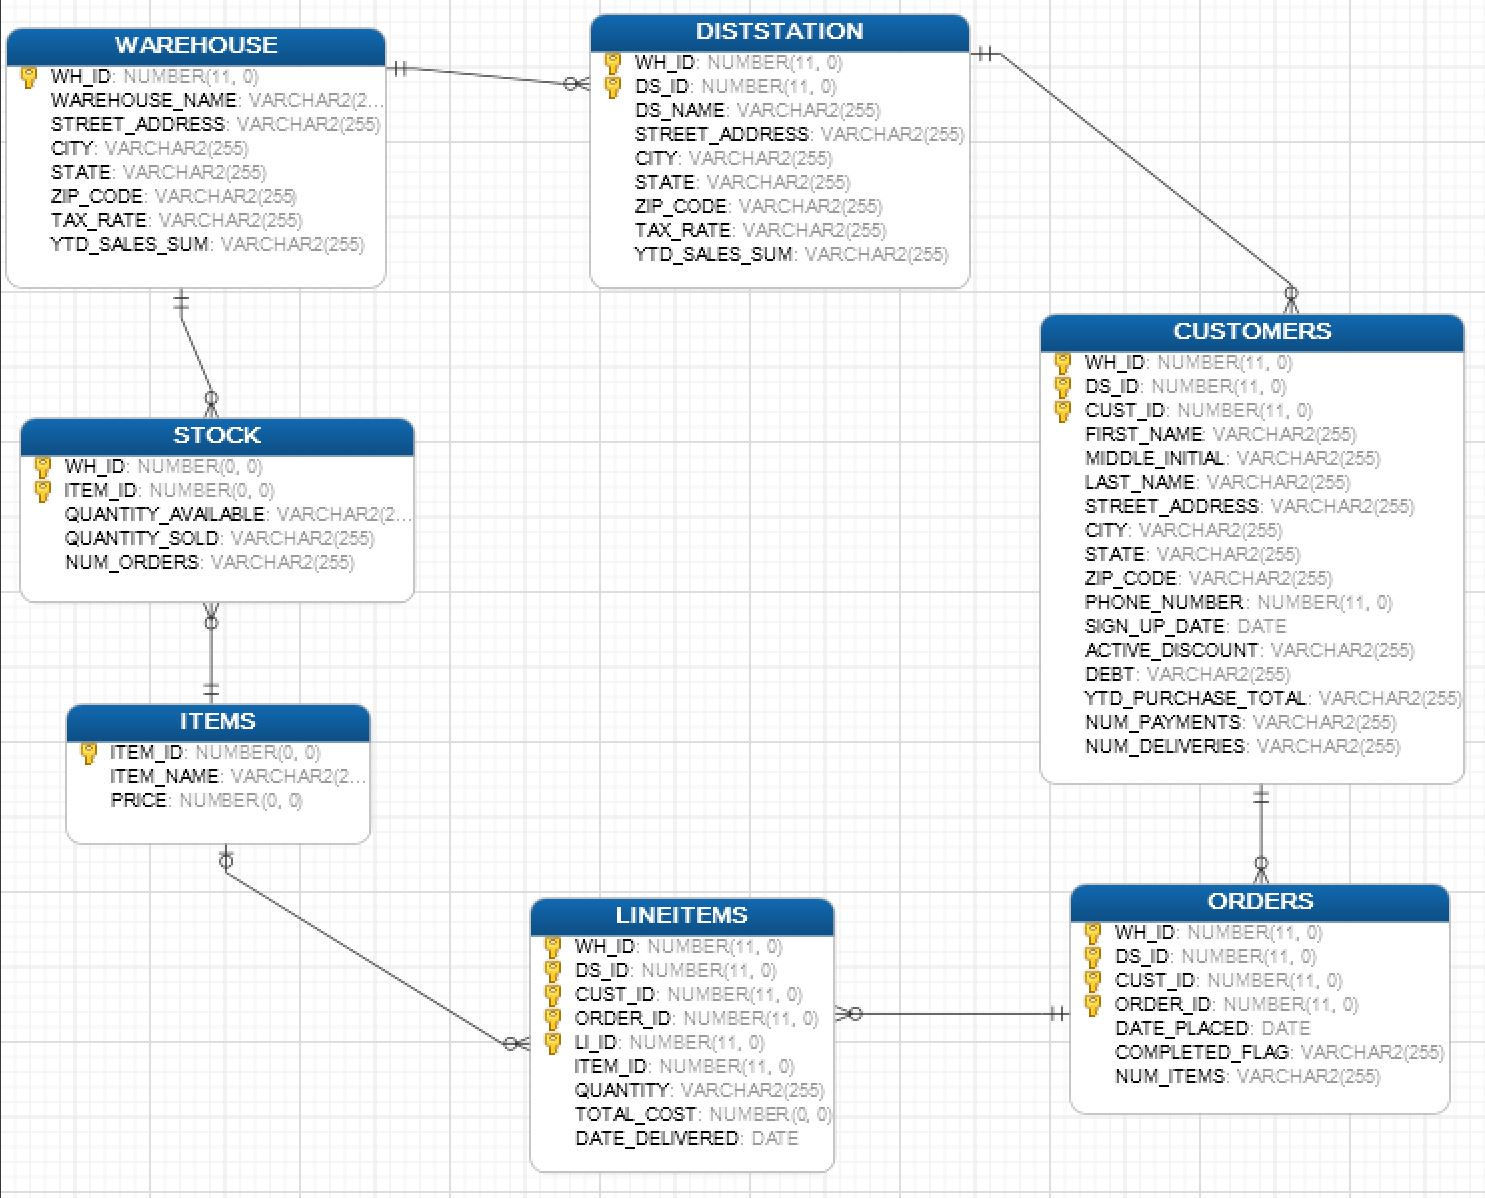 WAREHOUSE
WH_ID: NUMBER(11, 0)
WAREHOUSE_NAME: VARCHAR2(2...
STREET_ADDRESS: VARCHAR2(255)
CITY: VARCHAR2(255)
STATE: VARCHAR2(255)
ZIP_CODE: VARCHAR2(255)
TAX_RATE: VARCHAR2(255)
YTD_SALES_SUM: VARCHAR2(255)
DISTSTATION
WH_ID: NUMBER(11, 0)
DS_ID: NUMBER(11, 0)
DS_NAME: VARCHAR2(255)
STREET_ADDRESS: VARCHAR2(255)
CITY: VARCHAR2(255)
STATE: VARCHAR2(255)
ZIP_CODE: VARCHAR2(255)
TAX_RATE: VARCHAR2(255)
YTD_SALES_SUM: VARCHAR2(255)
CUSTOMERS
WH_ID: NUMBER(11, 0)
DS_ID: NUMBER(11, 0)
CUST_ID: NUMBER(11, 0)
FIRST_NAME: VARCHAR2(255)
MIDDLE_INITIAL: VARCHAR2(255)
LAST_NAME: VARCHAR2(255)
STREET_ADDRESS: VARCHAR2(255)
CITY: VARCHAR2(255)
STATE: VARCHAR2(255)
ZIP_CODE: VARCHAR2(255)
PHONE_NUMBER: NUMBER(11, 0)
SIGN_UP_DATE: DATE
ACTIVE_DISCOUNT: VARCHAR2(255)
DEBT: VARCHAR2(255)
YTD_PURCHASE_TOTAL: VARCHAR2(255)
NUM_PAYMENTS: VARCHAR2(255)
NUM_DELIVERIES: VARCHAR2(255)
STOCK
WH_ID: NUMBER(0, 0)
ITEM_ID: NUMBER(0, 0)
QUANTITY_AVAILABLE: VARCHAR2(2...
QUANTITY_SOLD: VARCHAR2(255)
NUM_ORDERS: VARCHAR2(255)
ITEMS
ITEM_ID: NUMBER(0, 0)
ITEM_NAME: VARCHAR2(2...
PRICE: NUMBER(0, 0)
LINEITEMS
WH_ID: NUMBER(11, 0)
DS_ID: NUMBER(11, 0)
CUST_ID: NUMBER(11, 0)
ORDER_ID: NUMBER(11, 0)
LI_ID: NUMBER(11, 0)
ITEM_ID: NUMBER(11, 0)
QUANTITY: VARCHAR2(255)
TOTAL_COST: NUMBER(0, 0)
DATE_DELIVERED: DATE
ORDERS
WH_ID: NUMBER(11, 0)
DS_ID: NUMBER(11, 0)
CUST_ID: NUMBER(11, 0)
ORDER_ID: NUMBER(11, 0)
DATE_PLACED: DATE
COMPLETED_FLAG: VARCHAR2(255)
NUM_ITEMS: VARCHAR2(255)